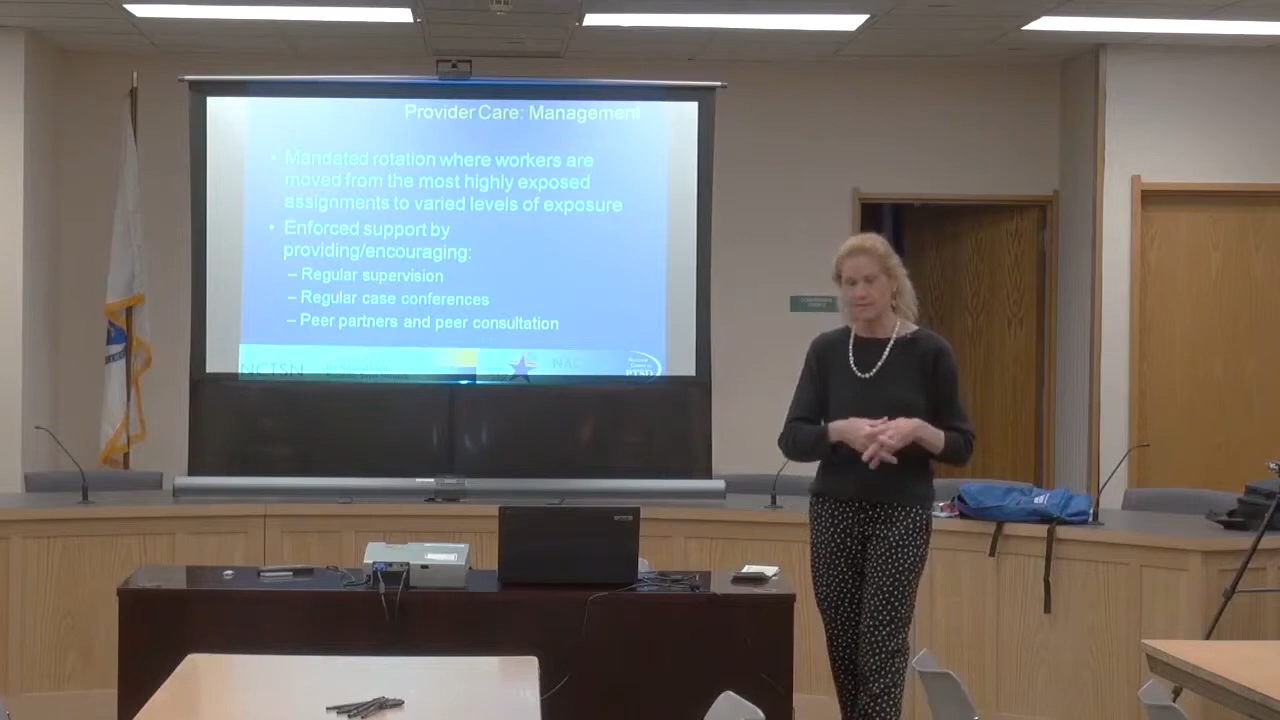 Provider Care: Management
• Mandated rotation where workers are
moved from the most highly exposed
assignments to varied levels of exposure
• Enforced support by
providing/encouraging:
– Regular supervision
– Regular case conferences
– Peer partners and peer consultation
NCTSN
PTSD